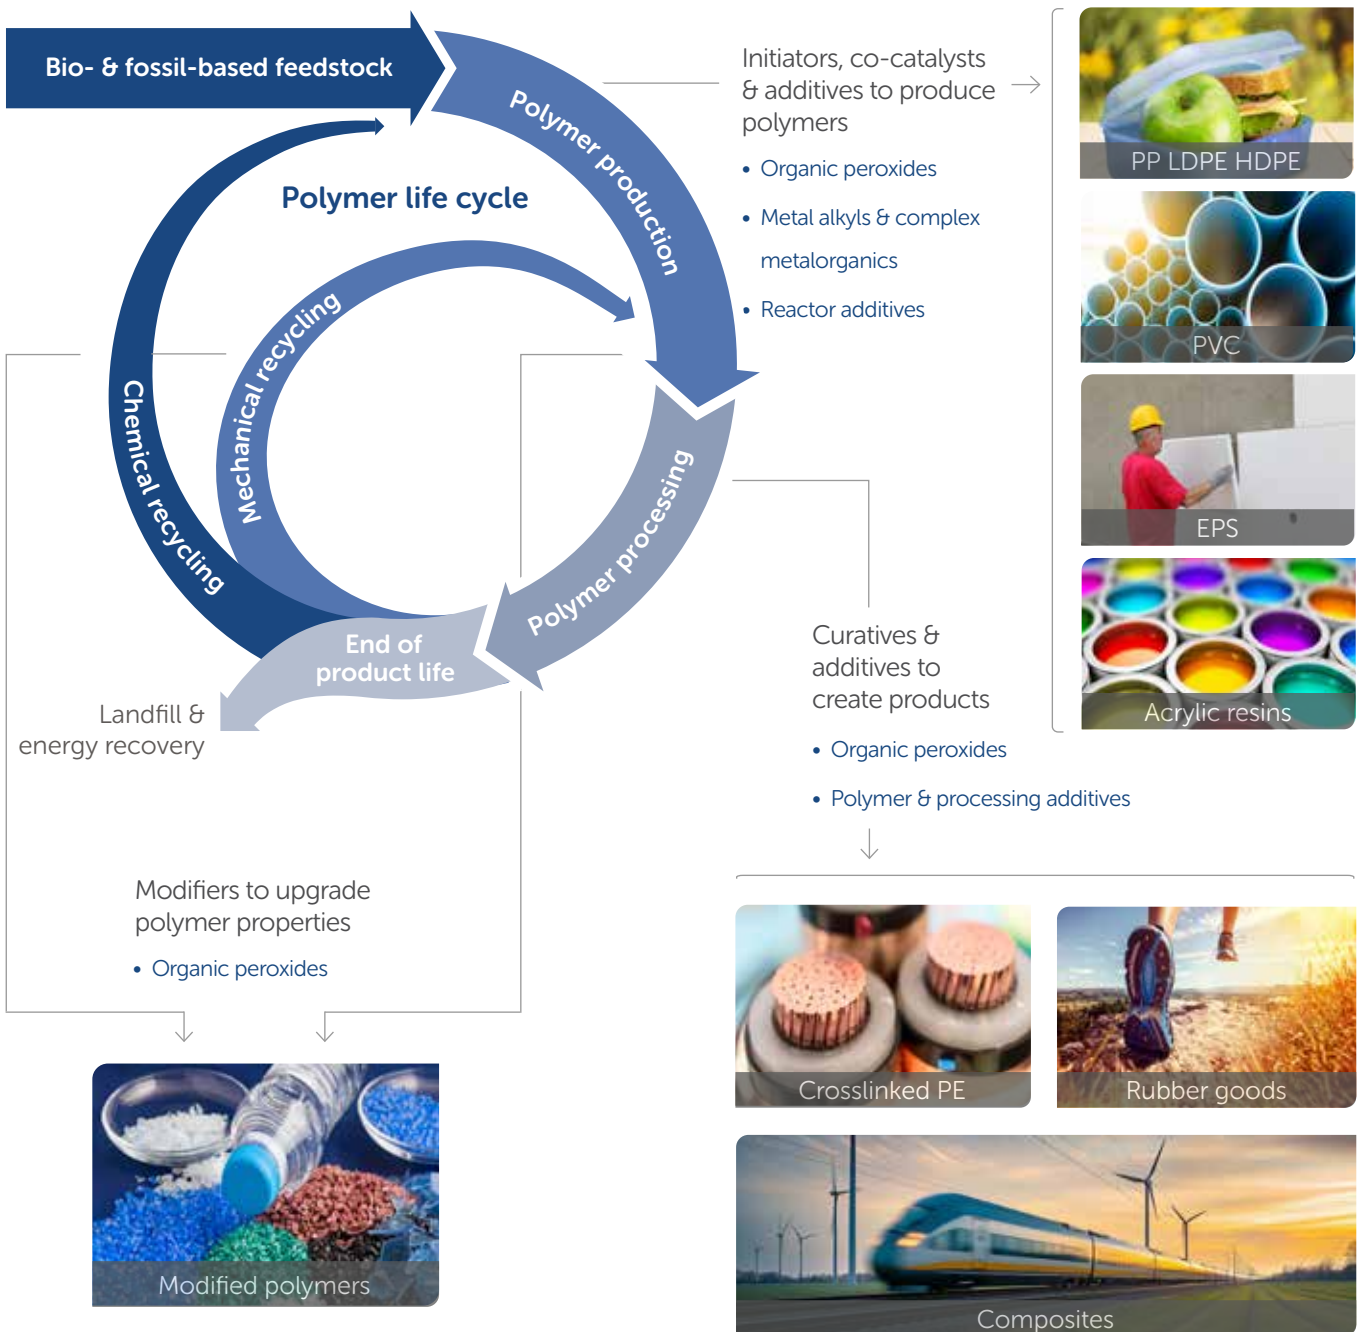 Bio- & fossil-based feedstock
Polymer production
Polymer life cycle
Mechanical recycling
Chemical recycling
Polymer processing
End of
product life
Landfill &
energy recovery
Initiators, co-catalysts
& additives to produce
polymers
• Organic peroxides
• Metal alkyls & complex
metalorganics
• Reactor additives
PP LDPE HDPE
PVC
EPS
Acrylic resins
Curatives &
additives to
create products
• Organic peroxides
• Polymer & processing additives
Modifiers to upgrade
polymer properties
• Organic peroxides
Modified polymers
Crosslinked PE
Rubber goods
Composites